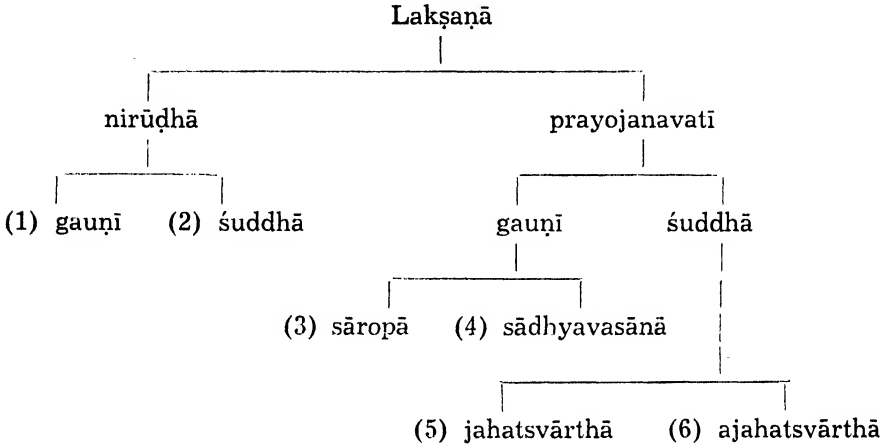 Lakṣaṇā
nirūḍhā prayojanavatī
(1) gauṇī (2) śuddhā gauṇī śuddhā
(3) sāropā (4) sādhyavasānā
(5) jahatsvārthā (6) ajahatsvārthā